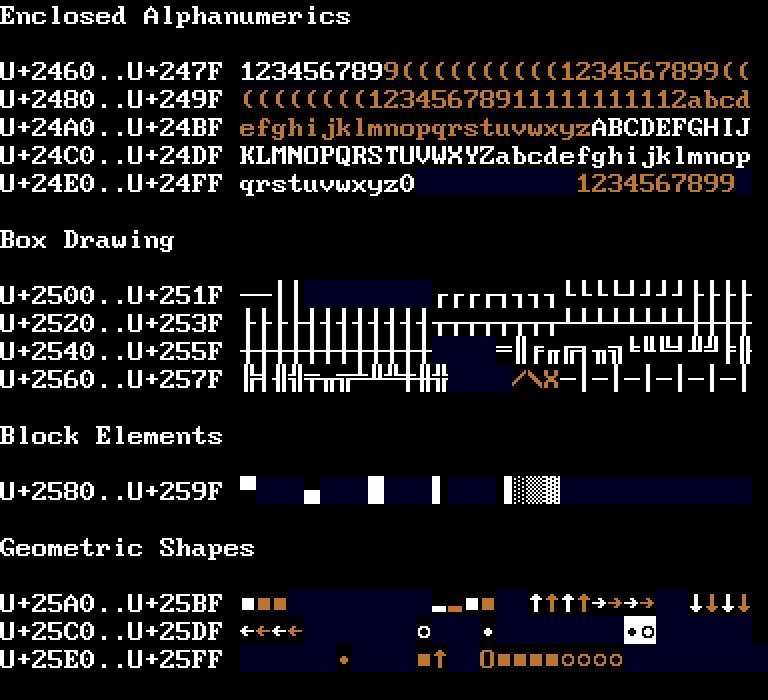 Enclosed Alphanumerics
U+2460..U+247F 1234567899((((((((((1234567899((
U+2480..U+249F ((((((((12345678911111111112abcd
U+24A0..U+24BF efghijklmnopqrstuvwxyzABCDEFGHIJ
U+24C0..U+24DF KLMNOPQRSTUVWXYZabcdefghijklmnop
U+24E0..U+24FF qrstuvwxyz0 1234567899
Box Drawing
U+2500..U+251F
U+2520..U+253F
U+2540..U+255F
U+2560..U+257F
Block Elements
U+2580..U+259F
Geometric Shapes
U+25A0..U+25BF
U+25C0..U+25DF
U+25E0..U+25FF